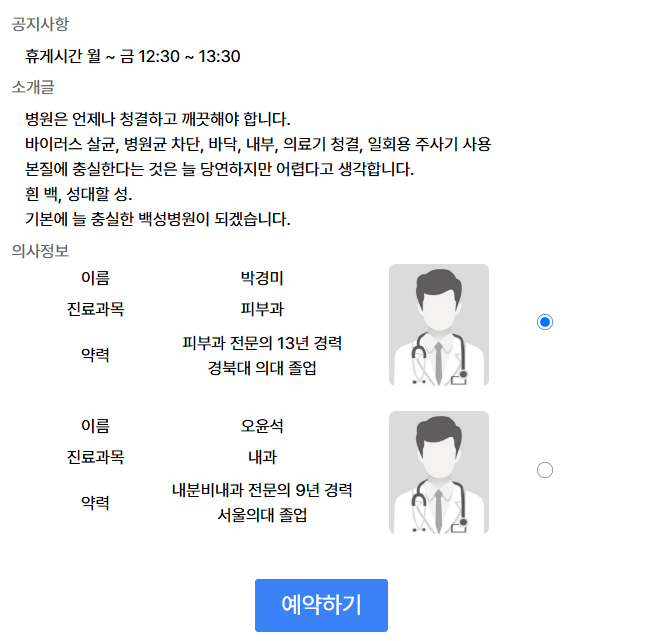 공지사항
휴게시간 월 ~ 금 12:30 ~ 13:30
소개글
병원은 언제나 청결하고 깨끗해야 합니다.
바이러스 살균, 병원균 차단, 바닥, 내부, 의료기 청결, 일회용 주사기 사용
본질에 충실한다는 것은 늘 당연하지만 어렵다고 생각합니다.
흰 백, 성대할 성.
기본에 늘 충실한 백성병원이 되겠습니다.
의사정보
이름 박경미
진료과목 피부과
약력 피부과 전문의 13년 경력
경북대 의대 졸업
이름 오윤석
진료과목 내과
약력 내분비내과 전문의 9년 경력
서울의대 졸업
예약하기